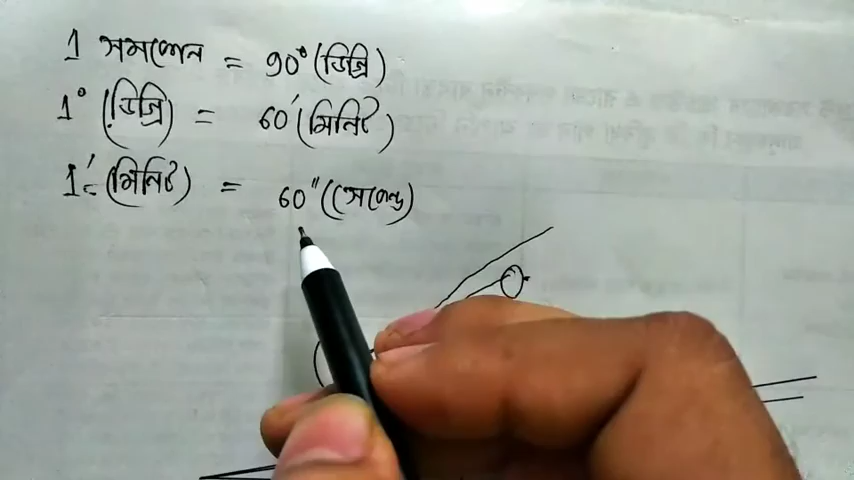 1 সমকোন = 90° (ডিগ্রি)
1° (ডিগ্রি) = 60′ (মিনিট)
1′ = (মিনিট) = 60″ (সেকেন্ড)